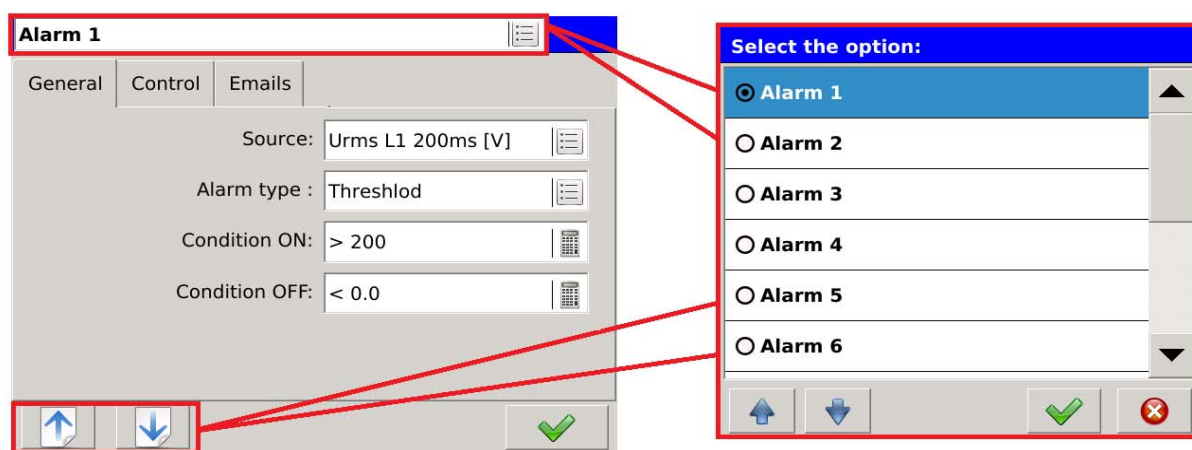 Alarm 1
General Control Emails
Source: Urms L1 200ms [V]
Alarm type : Threshlod
Condition ON: > 200
Condition OFF: < 0.0
Select the option:
Alarm 1
Alarm 2
Alarm 3
Alarm 4
Alarm 5
Alarm 6